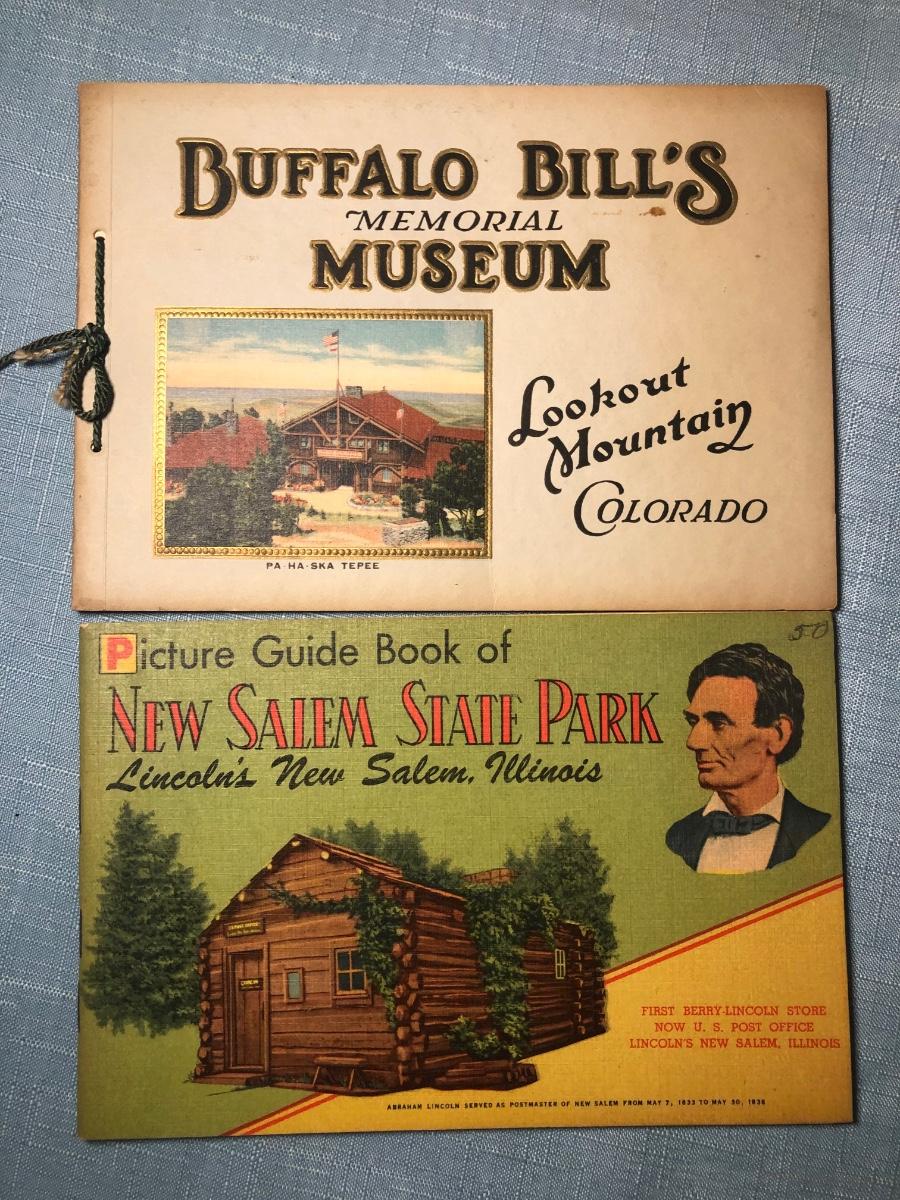 BUFFALO BILL'S
MEMORIAL
MUSEUM
Lookout
Mountain
COLORADO
PA-HA-SKA TEPEE
50
Picture Guide Book of
NEW SALEM STATE PARK
Lincoln's New Salem, Illinois
FIRST BERRY-LINCOLN STORE
NOW U. S. POST OFFICE
LINCOLN'S NEW SALEM, ILLINOIS
ABRAHAM LINCOLN SERVED AS POSTMASTER OF NEW SALEM FROM MAY 7, 1833 TO MAY 30, 1836